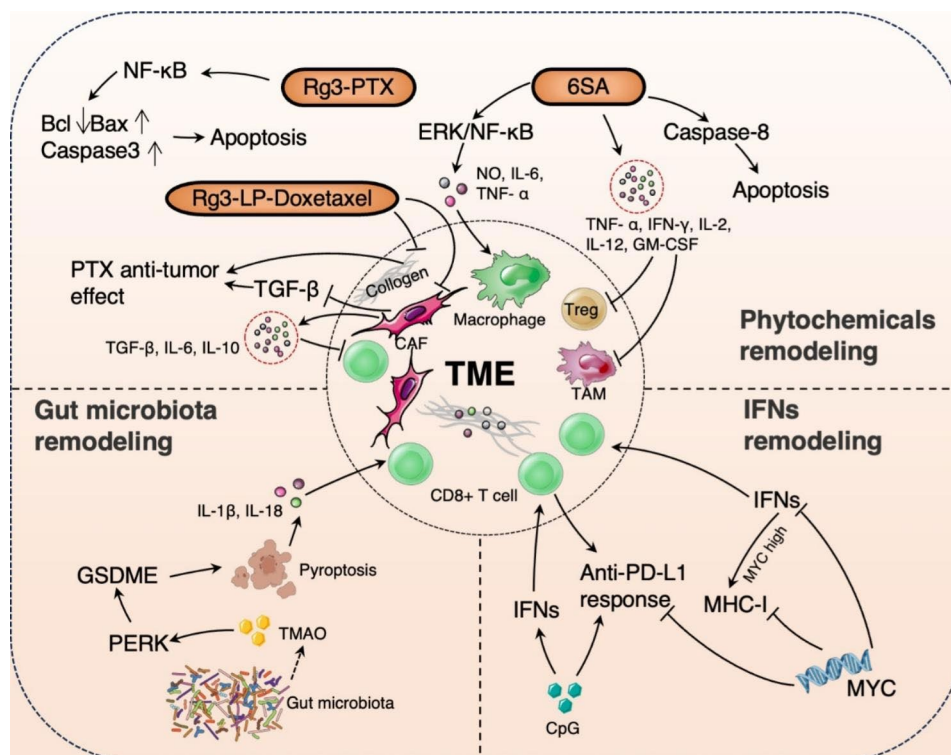 NF-κB
Rg3-PTX
6SA
Bcl ↓Bax ↑
Caspase3 ↑
Apoptosis
ERK/NF-κB
Caspase-8
NO, IL-6,
TNF- α
Apoptosis
Rg3-LP-Doxetaxel
TNF- α, IFN-γ, IL-2,
IL-12, GM-CSF
PTX anti-tumor
effect
TGF-β
Collagen
Macrophage
Treg
CAF
TGF-β, IL-6, IL-10
TAM
TME
Phytochemicals
remodeling
Gut microbiota
remodeling
IFNs
remodeling
CD8+ T cell
IL-1β, IL-18
Pyroptosis
GSDME
PERK
TMAO
Gut microbiota
IFNs
Anti-PD-L1
response
CpG
IFNs
MYC high
MHC-I
MYC